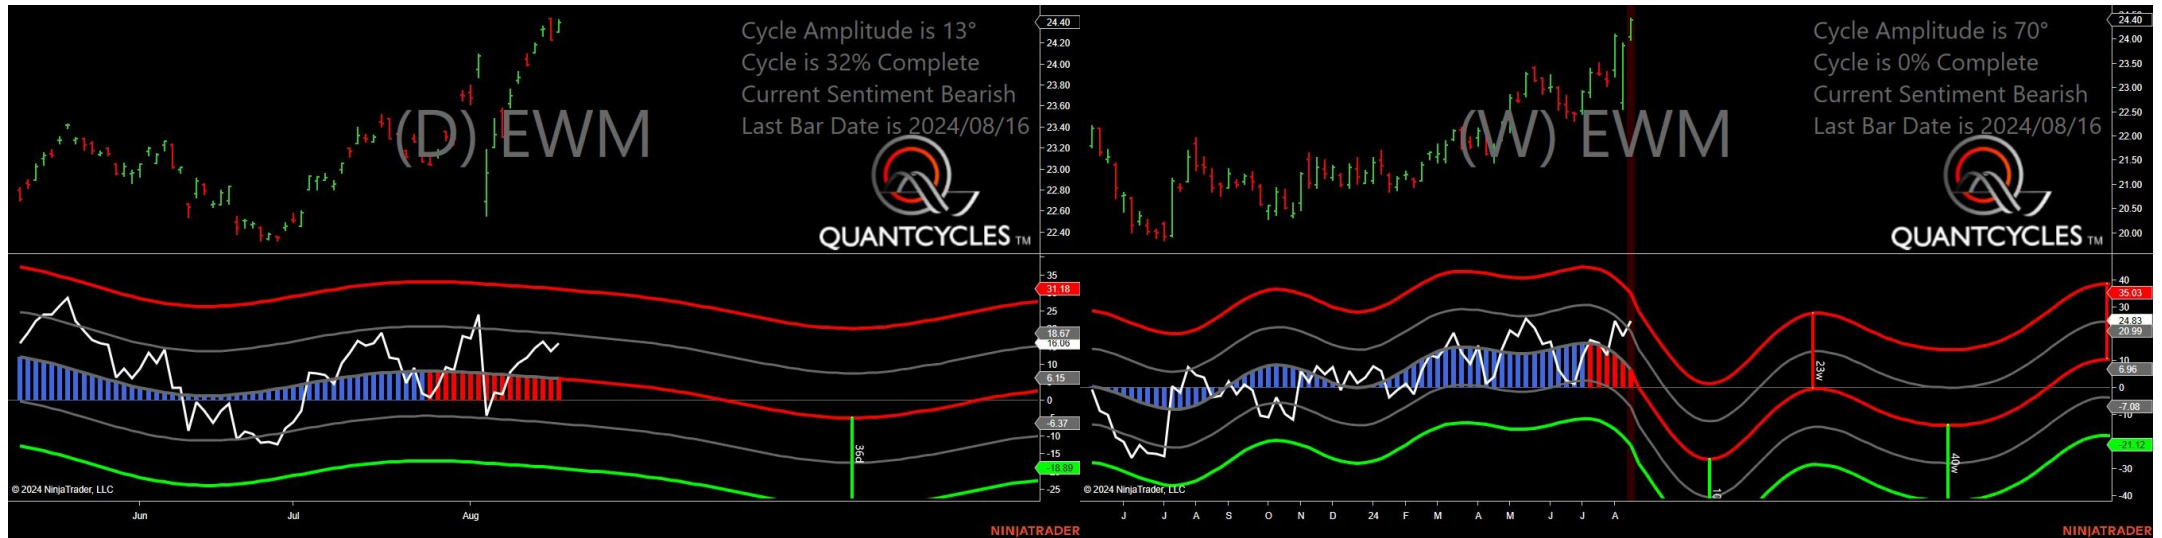 Cycle Amplitude is 13°
Cycle is 32% Complete
Current Sentiment Bearish
Last Bar Date is 2024/08/16
(D) EWM
QUANTCYCLES TM
24.40
24.20
24.00
23.80
23.60
23.40
23.20
23.00
22.80
22.60
22.40
35
31.18
25
18.67
16.06
10
6.15
0
-6.37
-10
-15
-18.89
-25
36d
© 2024 NinjaTrader, LLC
Jun Jul Aug
NINJATRADER
Cycle Amplitude is 70°
Cycle is 0% Complete
Current Sentiment Bearish
Last Bar Date is 2024/08/16
(W) EWM
QUANTCYCLES TM
24.40
24.00
23.50
23.00
22.50
22.00
21.50
21.00
20.50
20.00
40
35.03
30
24.83
20.99
10
6.96
0
-7.08
-10
-21.12
-30
-40
23w
40w
10
© 2024 NinjaTrader, LLC
J J A S O N D 24 F M A M J J A
NINJATRADER